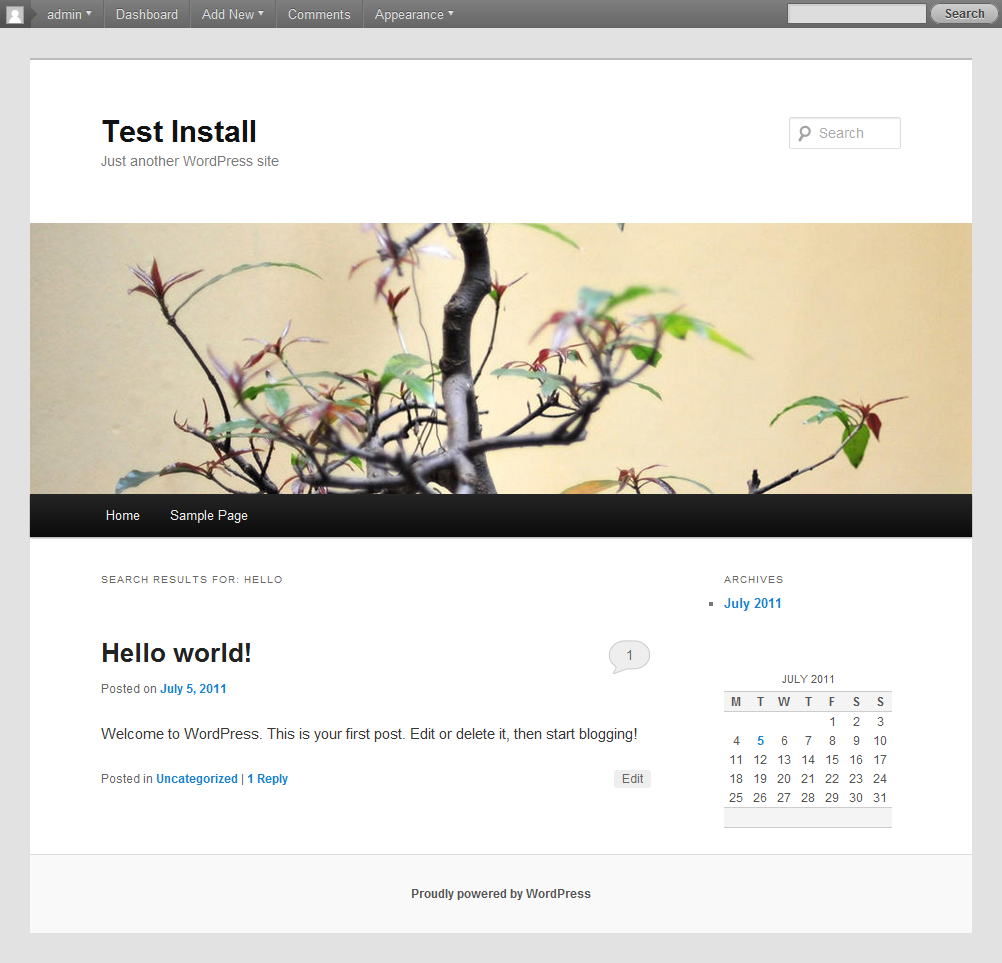 admin Dashboard Add New Comments Appearance Search
Test Install
Search
Just another WordPress site
Home Sample Page
SEARCH RESULTS FOR: HELLO
Hello world!
1
Posted on July 5, 2011
Welcome to WordPress. This is your first post. Edit or delete it, then start blogging!
Posted in Uncategorized | 1 Reply
Edit
ARCHIVES
July 2011
JULY 2011
M T W T F S S
1 2 3
4 5 6 7 8 9 10
11 12 13 14 15 16 17
18 19 20 21 22 23 24
25 26 27 28 29 30 31
Proudly powered by WordPress